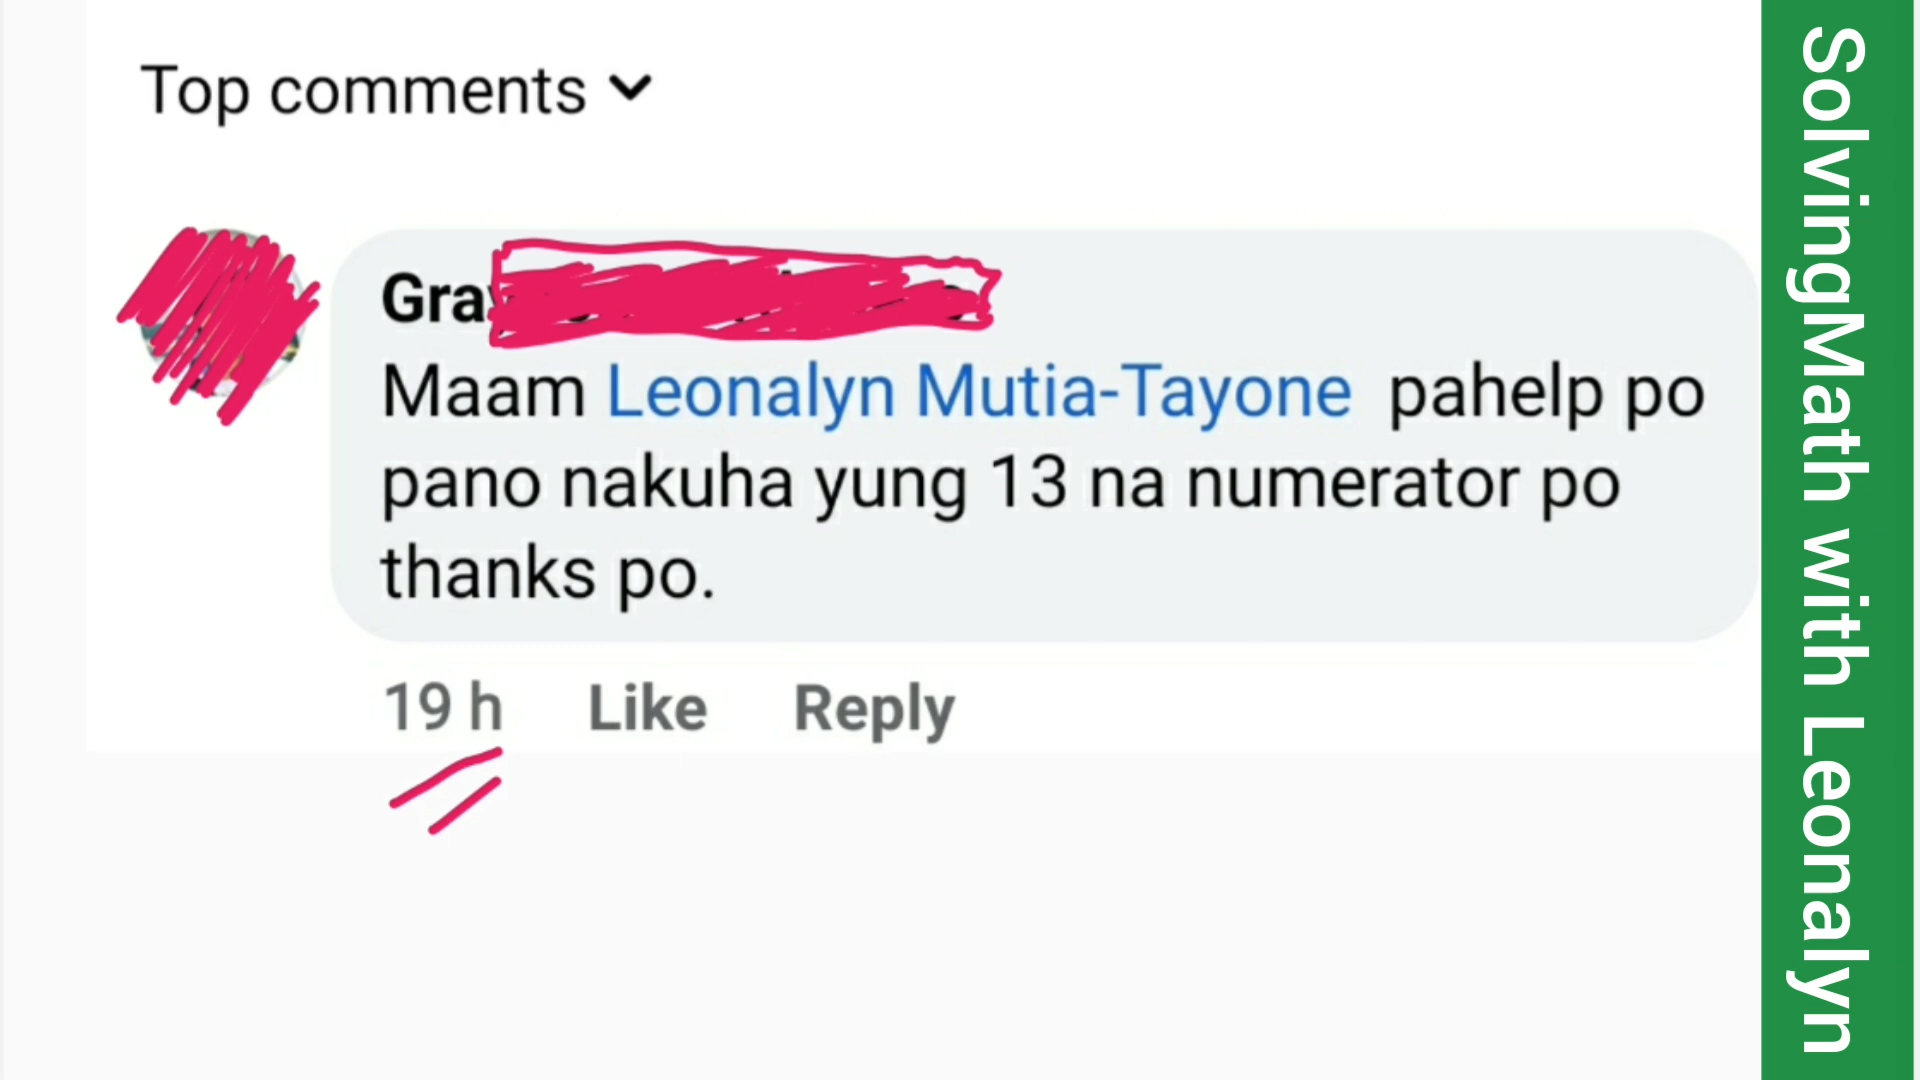 Top comments
Maam Leonalyn Mutia-Tayone pahelp po
pano nakuha yung 13 na numerator po
thanks po.
19 h Like Reply
SolvingMath with Leonalyn